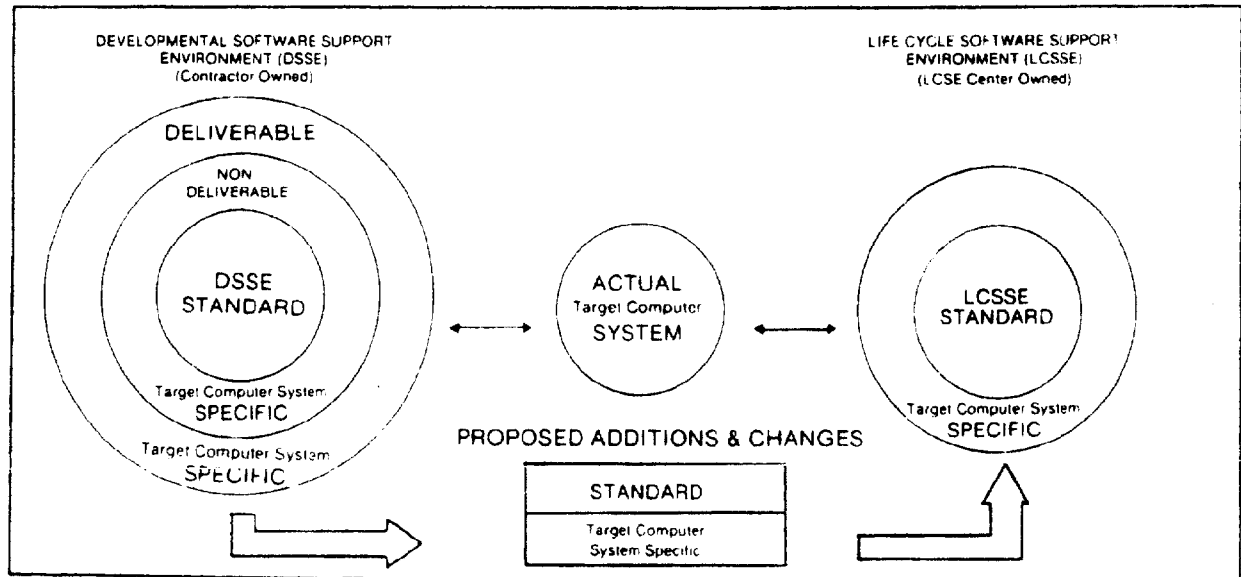 DEVELOPMENTAL SOFTWARE SUPPORT
ENVIRONMENT (DSSE)
(Contractor Owned)
DELIVERABLE
NON
DELIVERABLE
DSSE
STANDARD
Target Computer System
SPECIFIC
Target Computer System
SPECIFIC
ACTUAL
Target Computer
SYSTEM
LIFE CYCLE SOFTWARE SUPPORT
ENVIRONMENT (LCSSE)
(LCSE Center Owned)
LCSSE
STANDARD
Target Computer System
SPECIFIC
PROPOSED ADDITIONS & CHANGES
STANDARD
Target Computer
System Specific